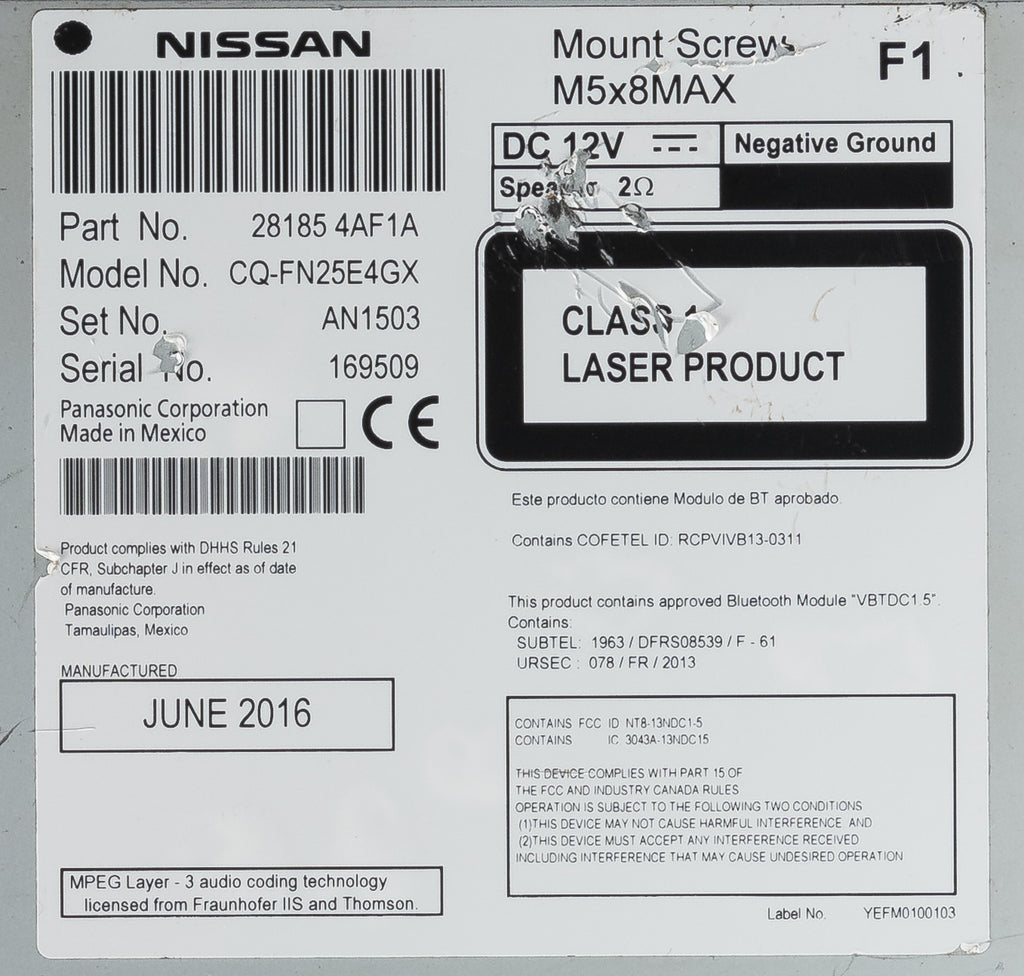 NISSAN
Part No. 28185 4AF1A
Model No. CQ-FN25E4GX
Set No. AN1503
Serial No. 169509
Panasonic Corporation
Made in Mexico
CE
Product complies with DHHS Rules 21
CFR, Subchapter J in effect as of date
of manufacture.
Panasonic Corporation
Tamaulipas, Mexico
MANUFACTURED
JUNE 2016
MPEG Layer - 3 audio coding technology
licensed from Fraunhofer IIS and Thomson.
Mount Screw
M5x8MAX
F1
DC 12V
Negative Ground
Speaker 2Ω
CLASS 1
LASER PRODUCT
Este producto contiene Modulo de BT aprobado.
Contains COFETEL ID: RCPVIVB13-0311
This product contains approved Bluetooth Module "VBTDC1.5".
Contains:
SUBTEL: 1963 / DFRS08539 / F - 61
URSEC : 078 / FR / 2013
CONTAINS FCC ID NT8-13NDC1-5
CONTAINS IC 3043A-13NDC15
THIS DEVICE COMPLIES WITH PART 15 OF
THE FCC AND INDUSTRY CANADA RULES
OPERATION IS SUBJECT TO THE FOLLOWING TWO CONDITIONS
(1)THIS DEVICE MAY NOT CAUSE HARMFUL INTERFERENCE AND
(2)THIS DEVICE MUST ACCEPT ANY INTERFERENCE RECEIVED
INCLUDING INTERFERENCE THAT MAY CAUSE UNDESIRED OPERATION
Label No. YEFM0100103